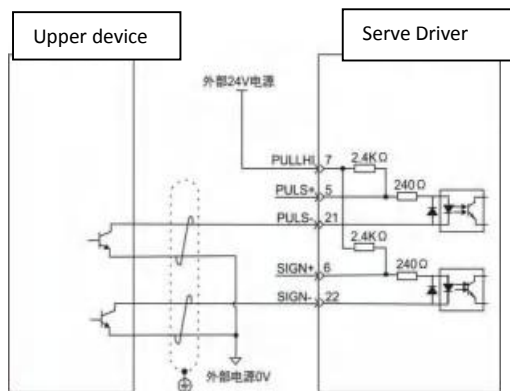 Upper device
Serve Driver
外部24V电源
PULLHI 7
2.4KΩ
PULS+ 5
240Ω
PULS- 21
2.4KΩ
SIGN+ 6
240Ω
SIGN- 22
外部电源0V